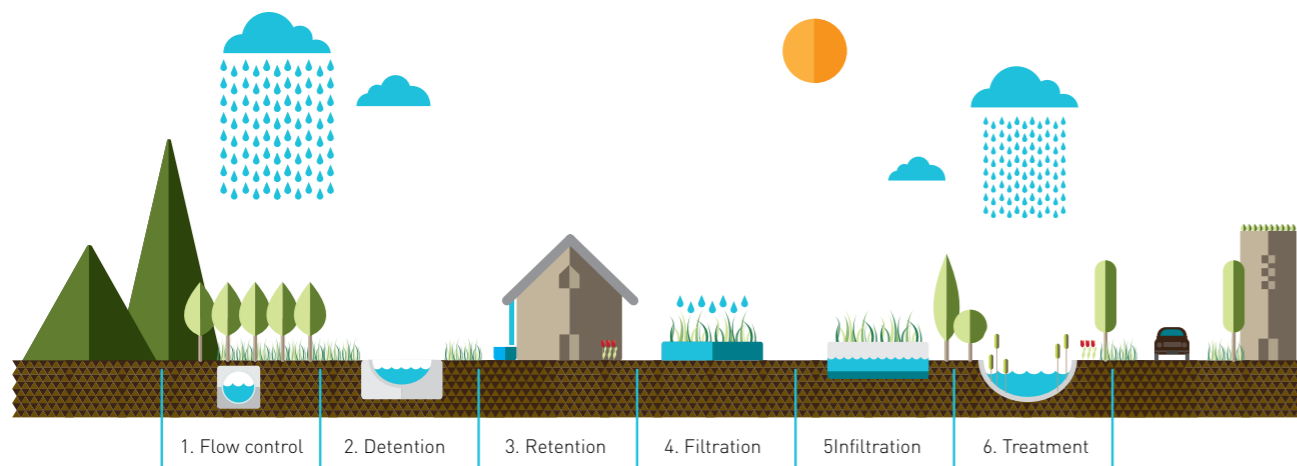 1. Flow control
2. Detention
3. Retention
4. Filtration
5Infiltration
6. Treatment